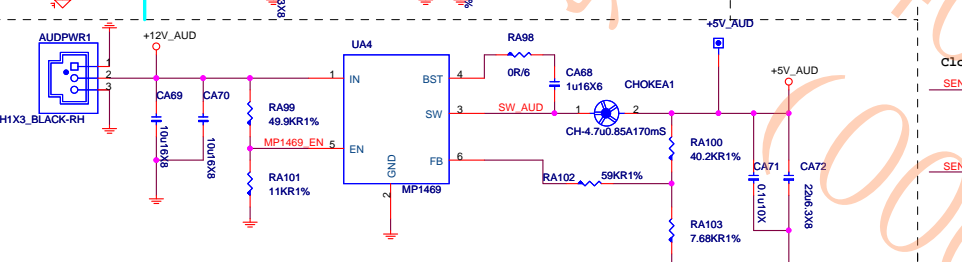 +5V_AUD
AUDPWR1
+12V_AUD
UA4
RA98
0R/6
CA68
1u16X6
CHOKEA1
+5V_AUD
1
2
3
1
IN
BST
4
CA69
CA70
RA99
49.9KR1%
SW
3
SW_AUD
1
2
CH-4.7u0.85A170mS
H1X3_BLACK-RH
10u16X8
10u16X8
MP1469_EN
5
EN
FB
6
GND
2
MP1469
RA100
40.2KR1%
RA101
11KR1%
RA102
59KR1%
CA71
0.1u10X
CA72
22u6.3X8
RA103
7.68KR1%